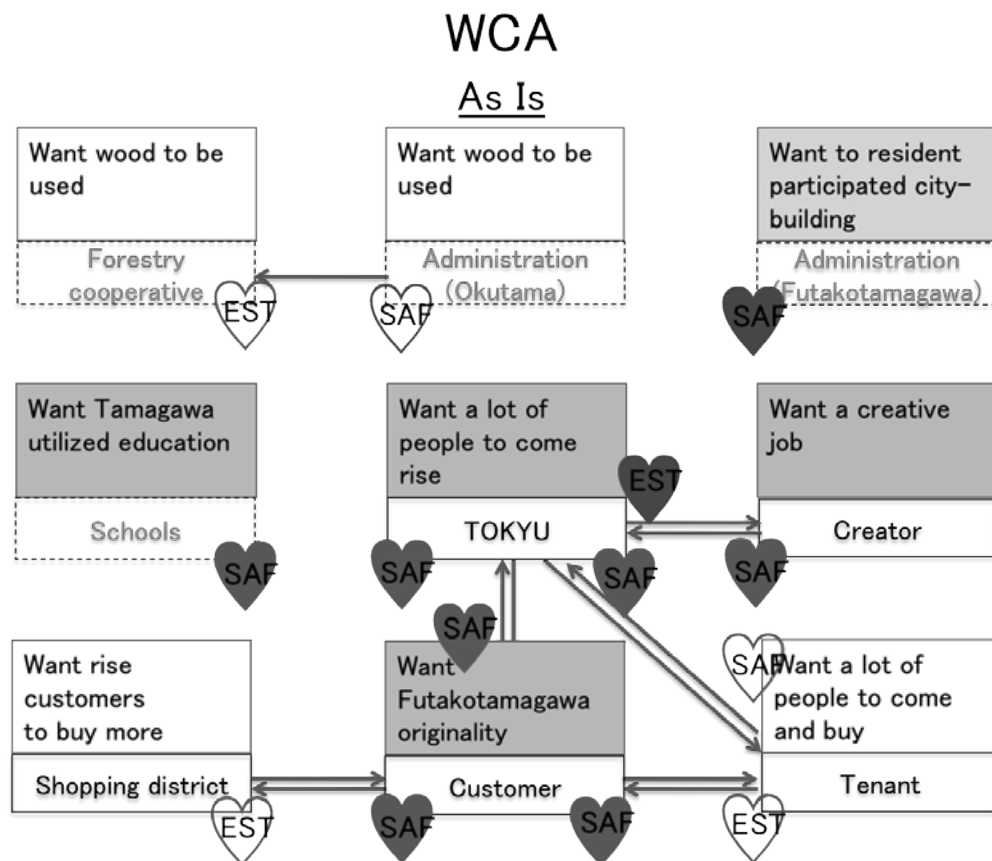 WCA
As Is
Want wood to be
used
Forestry
cooperative
EST
Want wood to be
used
Administration
(Okutama)
SAF
Want to resident
participated city-
building
Administration
(Futakotamagawa)
SAF
Want Tamagawa
utilized education
Schools
SAF
Want a lot of
people to come
rise
EST
TOKYU
SAF
SAF
Want a creative
job
Creator
SAF
SAF
Want rise
customers
to buy more
Shopping district
EST
Want
Futakotamagawa
originality
Customer
SAF
SAF
SAF
Want a lot of
people to come
and buy
Tenant
EST